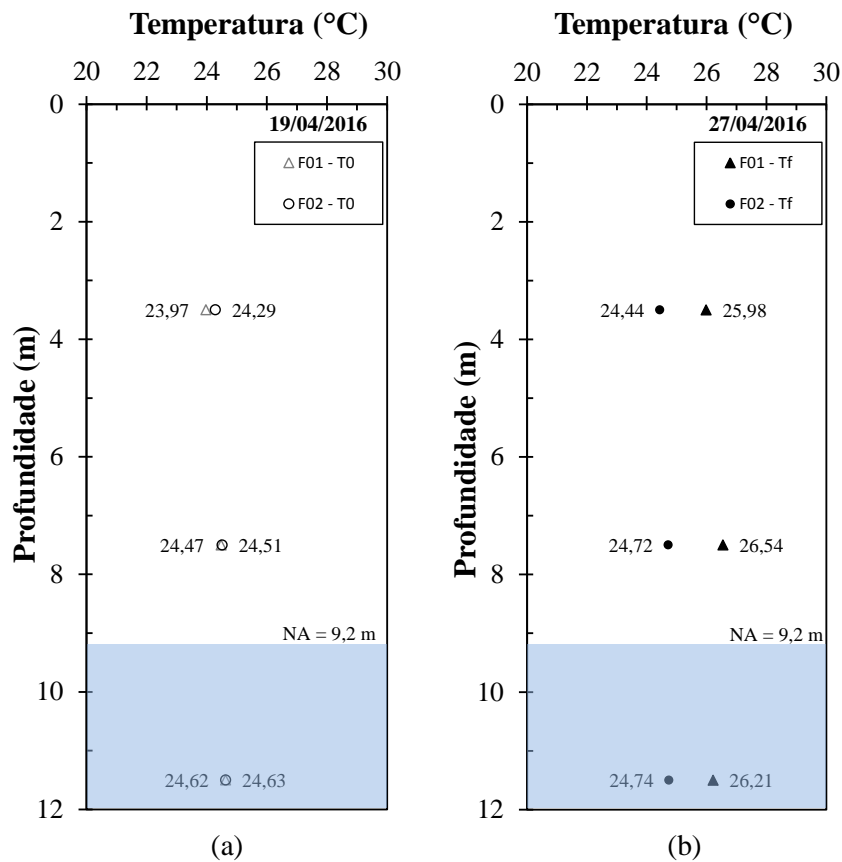 Temperatura (°C)
20 22 24 26 28 30
0
2
4
6
8
10
12
Profundidade (m)
19/04/2016
F01 - T0
F02 - T0
23,97 24,29
24,47 24,51
NA = 9,2 m
24,62 24,63
(a)
Temperatura (°C)
20 22 24 26 28 30
0
2
4
6
8
10
12
Profundidade (m)
27/04/2016
F01 - Tf
F02 - Tf
24,44 25,98
24,72 26,54
NA = 9,2 m
24,74 26,21
(b)